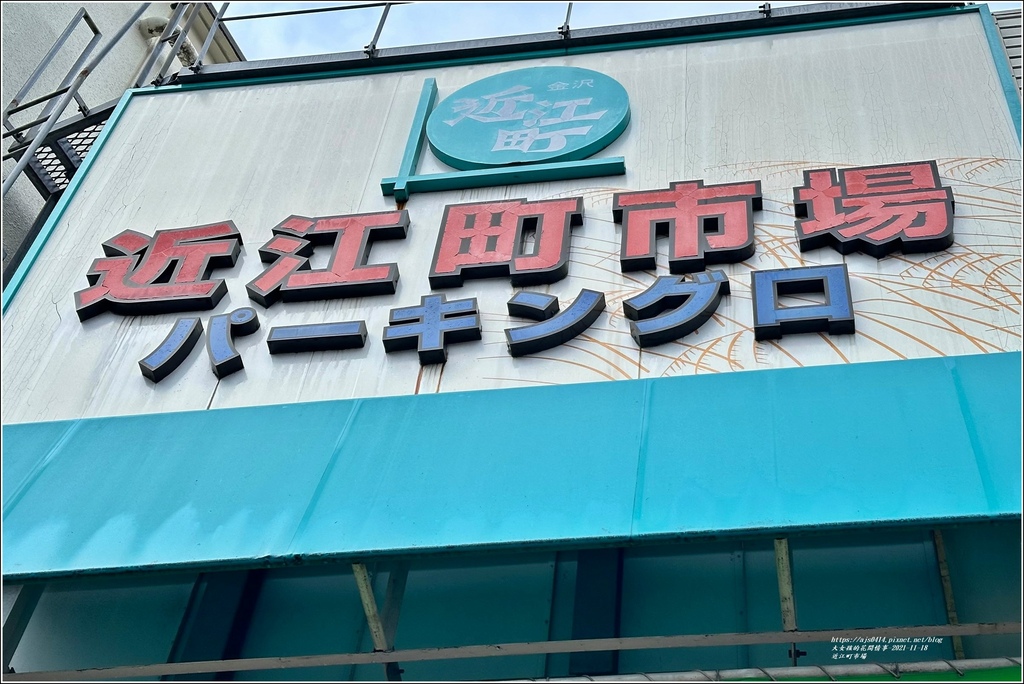 金沢
近江町
近江町市場
パーキング口
https://ajs0414.pixnet.net/blog
大女孩的花閣情事-2021-11-18
近江町市場